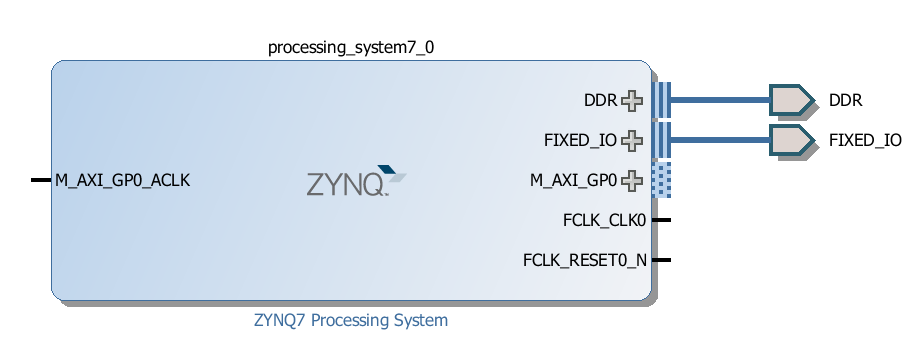 processing_system7_0
DDR
DDR
FIXED_IO
FIXED_IO
M_AXI_GP0_ACLK
ZYNQ
M_AXI_GP0
FCLK_CLK0
FCLK_RESET0_N
ZYNQ7 Processing System